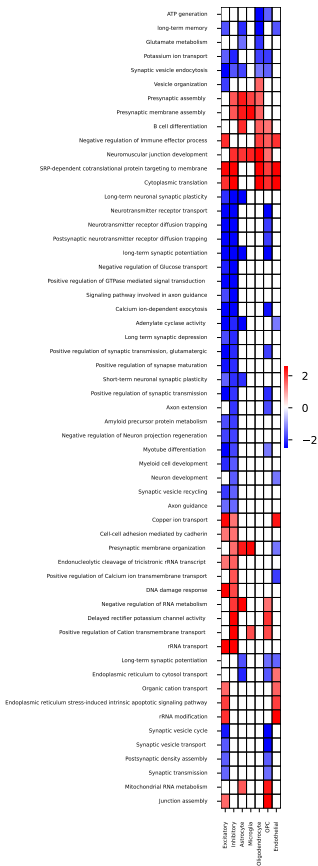 ATP generation
long-term memory
Glutamate metabolism
Potassium ion transport
Synaptic vesicle endocytosis
Vesicle organization
Presynaptic assembly
Presynaptic membrane assembly
B cell differentiation
Negative regulation of Immune effector process
Neuromuscular junction development
SRP-dependent cotranslational protein targeting to membrane
Cytoplasmic translation
Long-term neuronal synaptic plasticity
Neurotransmitter receptor transport
Neurotransmitter receptor diffusion trapping
Postsynaptic neurotransmitter receptor diffusion trapping
long-term synaptic potentiation
Negative regulation of Glucose transport
Positive regulation of GTPase mediated signal transduction
Signaling pathway involved in axon guidance
Calcium ion-dependent exocytosis
Adenylate cyclase activity
Long term synaptic depression
Positive regulation of synaptic transmission, glutamatergic
Positive regulation of synapse maturation
Short-term neuronal synaptic plasticity
Positive regulation of synaptic transmission
Axon extension
Amyloid precursor protein metabolism
Negative regulation of Neuron projection regeneration
Myotube differentiation
Myeloid cell development
Neuron development
Synaptic vesicle recycling
Axon guidance
Copper ion transport
Cell-cell adhesion mediated by cadherin
Presynaptic membrane organization
Endonucleolytic cleavage of tricistronic rRNA transcript
Positive regulation of Calcium ion transmembrane transport
DNA damage response
Negative regulation of RNA metabolism
Delayed rectifier potassium channel activity
Positive regulation of Cation transmembrane transport
rRNA transport
Long-term synaptic potentiation
Endoplasmic reticulum to cytosol transport
Organic cation transport
Endoplasmic reticulum stress-induced intrinsic apoptotic signaling pathway
rRNA modification
Synaptic vesicle cycle
Synaptic vesicle transport
Postsynaptic density assembly
Synaptic transmission
Mitochondrial RNA metabolism
Junction assembly
Excitatory
Inhibitory
Astrocyte
Microglia
Oligodendrocyte
OPC
Endothelial
2
0
−2